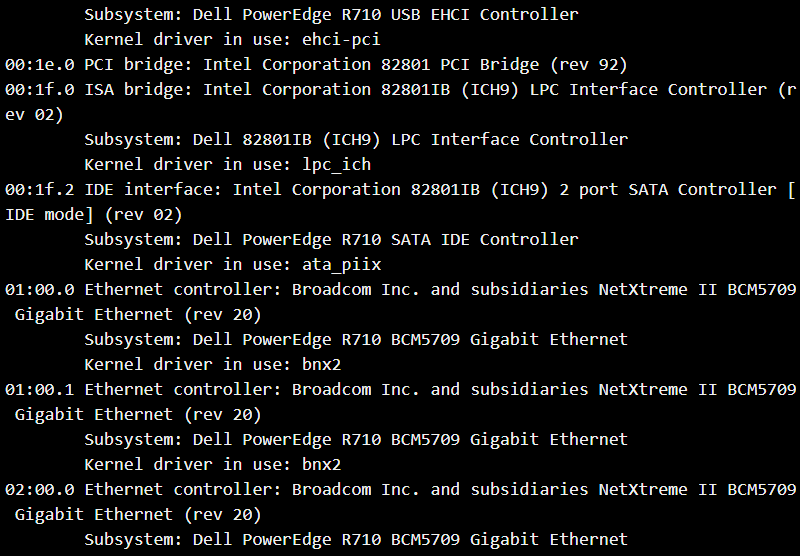 Subsystem: Dell PowerEdge R710 USB EHCI Controller
Kernel driver in use: ehci-pci
00:1e.0 PCI bridge: Intel Corporation 82801 PCI Bridge (rev 92)
00:1f.0 ISA bridge: Intel Corporation 82801IB (ICH9) LPC Interface Controller (r
ev 02)
Subsystem: Dell 82801IB (ICH9) LPC Interface Controller
Kernel driver in use: lpc_ich
00:1f.2 IDE interface: Intel Corporation 82801IB (ICH9) 2 port SATA Controller [
IDE mode] (rev 02)
Subsystem: Dell PowerEdge R710 SATA IDE Controller
Kernel driver in use: ata_piix
01:00.0 Ethernet controller: Broadcom Inc. and subsidiaries NetXtreme II BCM5709
Gigabit Ethernet (rev 20)
Subsystem: Dell PowerEdge R710 BCM5709 Gigabit Ethernet
Kernel driver in use: bnx2
01:00.1 Ethernet controller: Broadcom Inc. and subsidiaries NetXtreme II BCM5709
Gigabit Ethernet (rev 20)
Subsystem: Dell PowerEdge R710 BCM5709 Gigabit Ethernet
Kernel driver in use: bnx2
02:00.0 Ethernet controller: Broadcom Inc. and subsidiaries NetXtreme II BCM5709
Gigabit Ethernet (rev 20)
Subsystem: Dell PowerEdge R710 BCM5709 Gigabit Ethernet